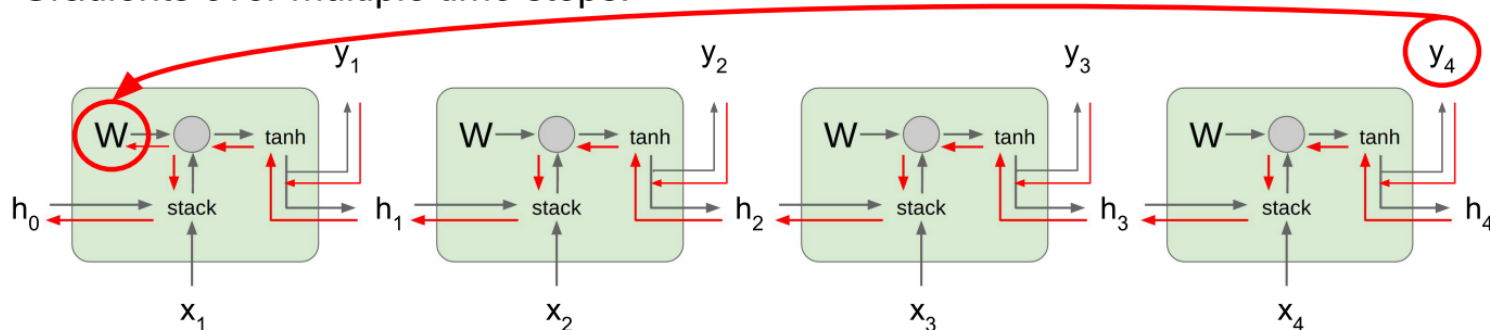 y1 y2 y3 y4
W tanh W tanh W tanh W tanh
h0 stack h1 stack h2 stack h3 stack h4
x1 x2 x3 x4